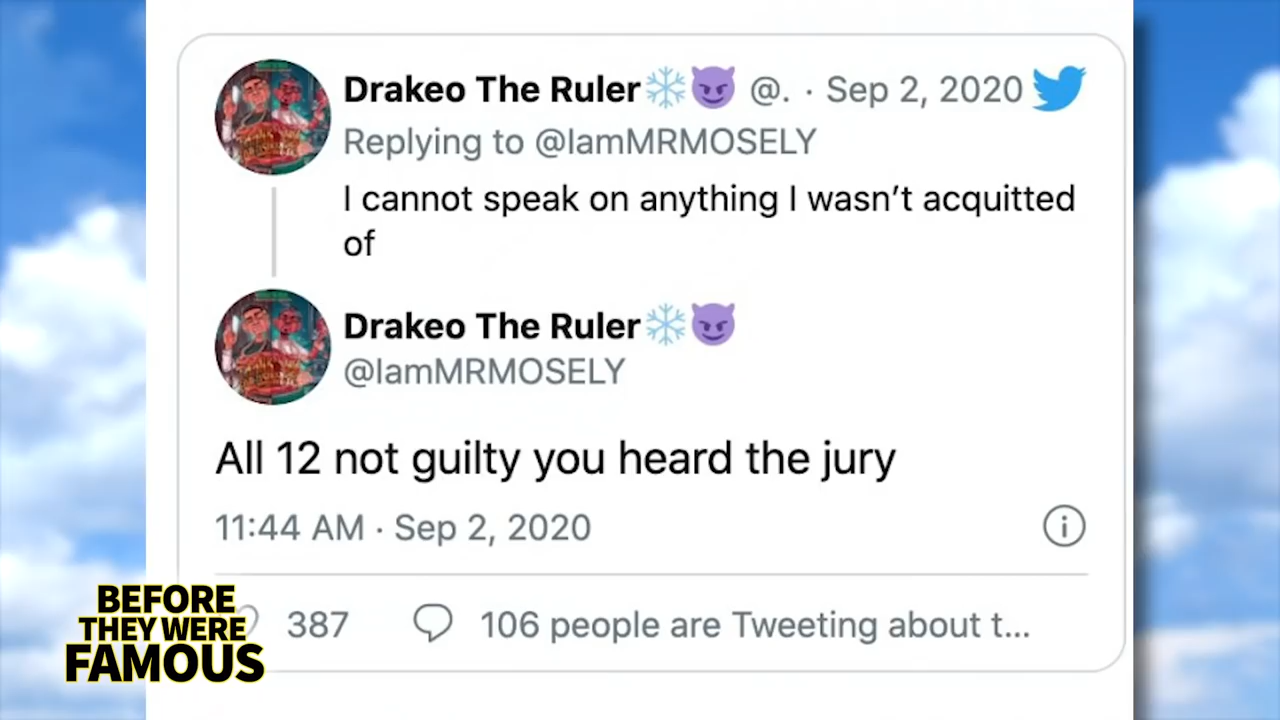 Drakeo The Ruler❄️😈 @. · Sep 2, 2020
Replying to @IamMRMOSELY
I cannot speak on anything I wasn’t acquitted
of
Drakeo The Ruler❄️😈
@IamMRMOSELY
All 12 not guilty you heard the jury
11:44 AM · Sep 2, 2020
387 106 people are Tweeting about t...
BEFORE
THEY WERE
FAMOUS